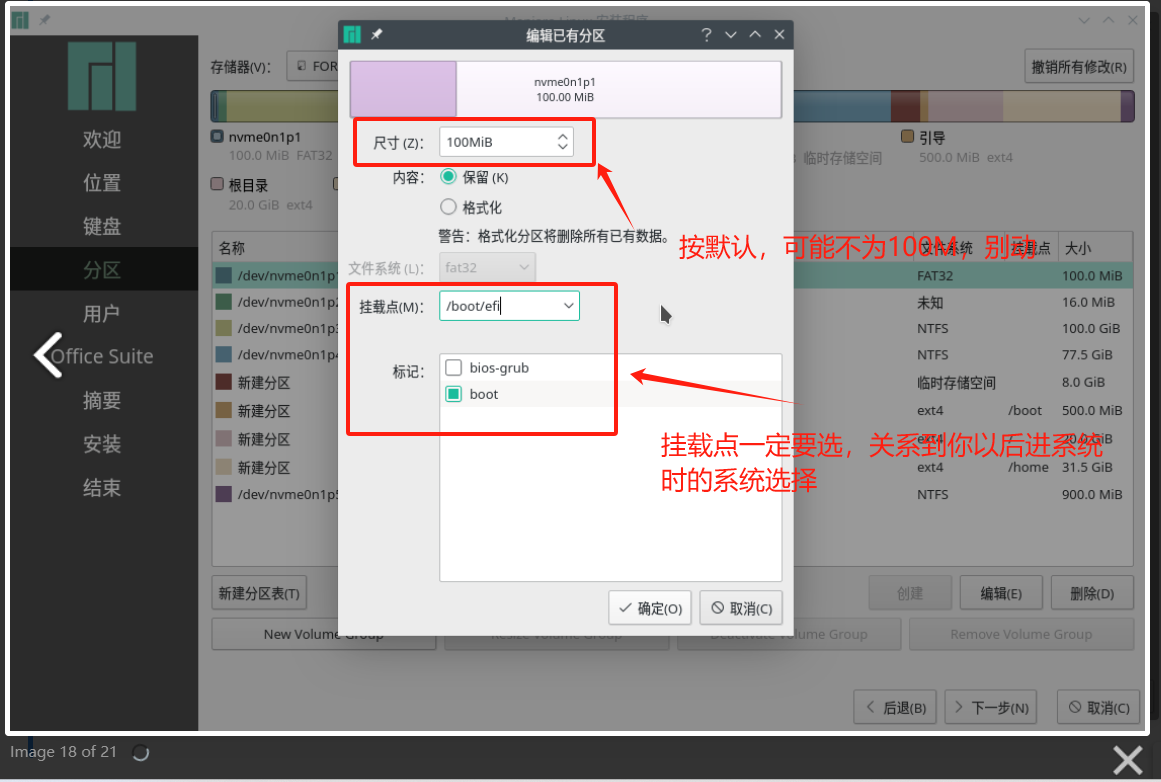 编辑已有分区
存储器(V):
FOR
撤销所有修改(R)
nvme0n1p1
100.00 MiB
nvme0n1p1
100.0 MiB FAT32
引导
500.0 MiB ext4
临时存储空间
根目录
20.0 GiB ext4
欢迎
位置
键盘
分区
用户
Office Suite
摘要
安装
结束
尺寸 (Z):
100MiB
内容:
保留 (K)
格式化
警告：格式化分区将删除所有已有数据。
文件系统 (L):
fat32
挂载点(M):
/boot/efi
标记:
bios-grub
boot
确定(O)
取消(C)
按默认，可能不为100M，别动
挂载点一定要选，关系到你以后进系统
时的系统选择
名称
文件系统
挂载点
大小
/dev/nvme0n1p1
FAT32
100.0 MiB
/dev/nvme0n1p2
未知
16.0 MiB
/dev/nvme0n1p3
NTFS
100.0 GiB
/dev/nvme0n1p4
NTFS
77.5 GiB
新建分区
临时存储空间
8.0 GiB
新建分区
ext4
/boot
500.0 MiB
新建分区
ext4
/
20.0 GiB
新建分区
ext4
/home
31.5 GiB
/dev/nvme0n1p5
NTFS
900.0 MiB
新建分区表(T)
创建
编辑(E)
删除(D)
New Volume Group
Resize Volume Group
Deactivate Volume Group
Remove Volume Group
后退(B)
下一步(N)
取消(C)
Image 18 of 21